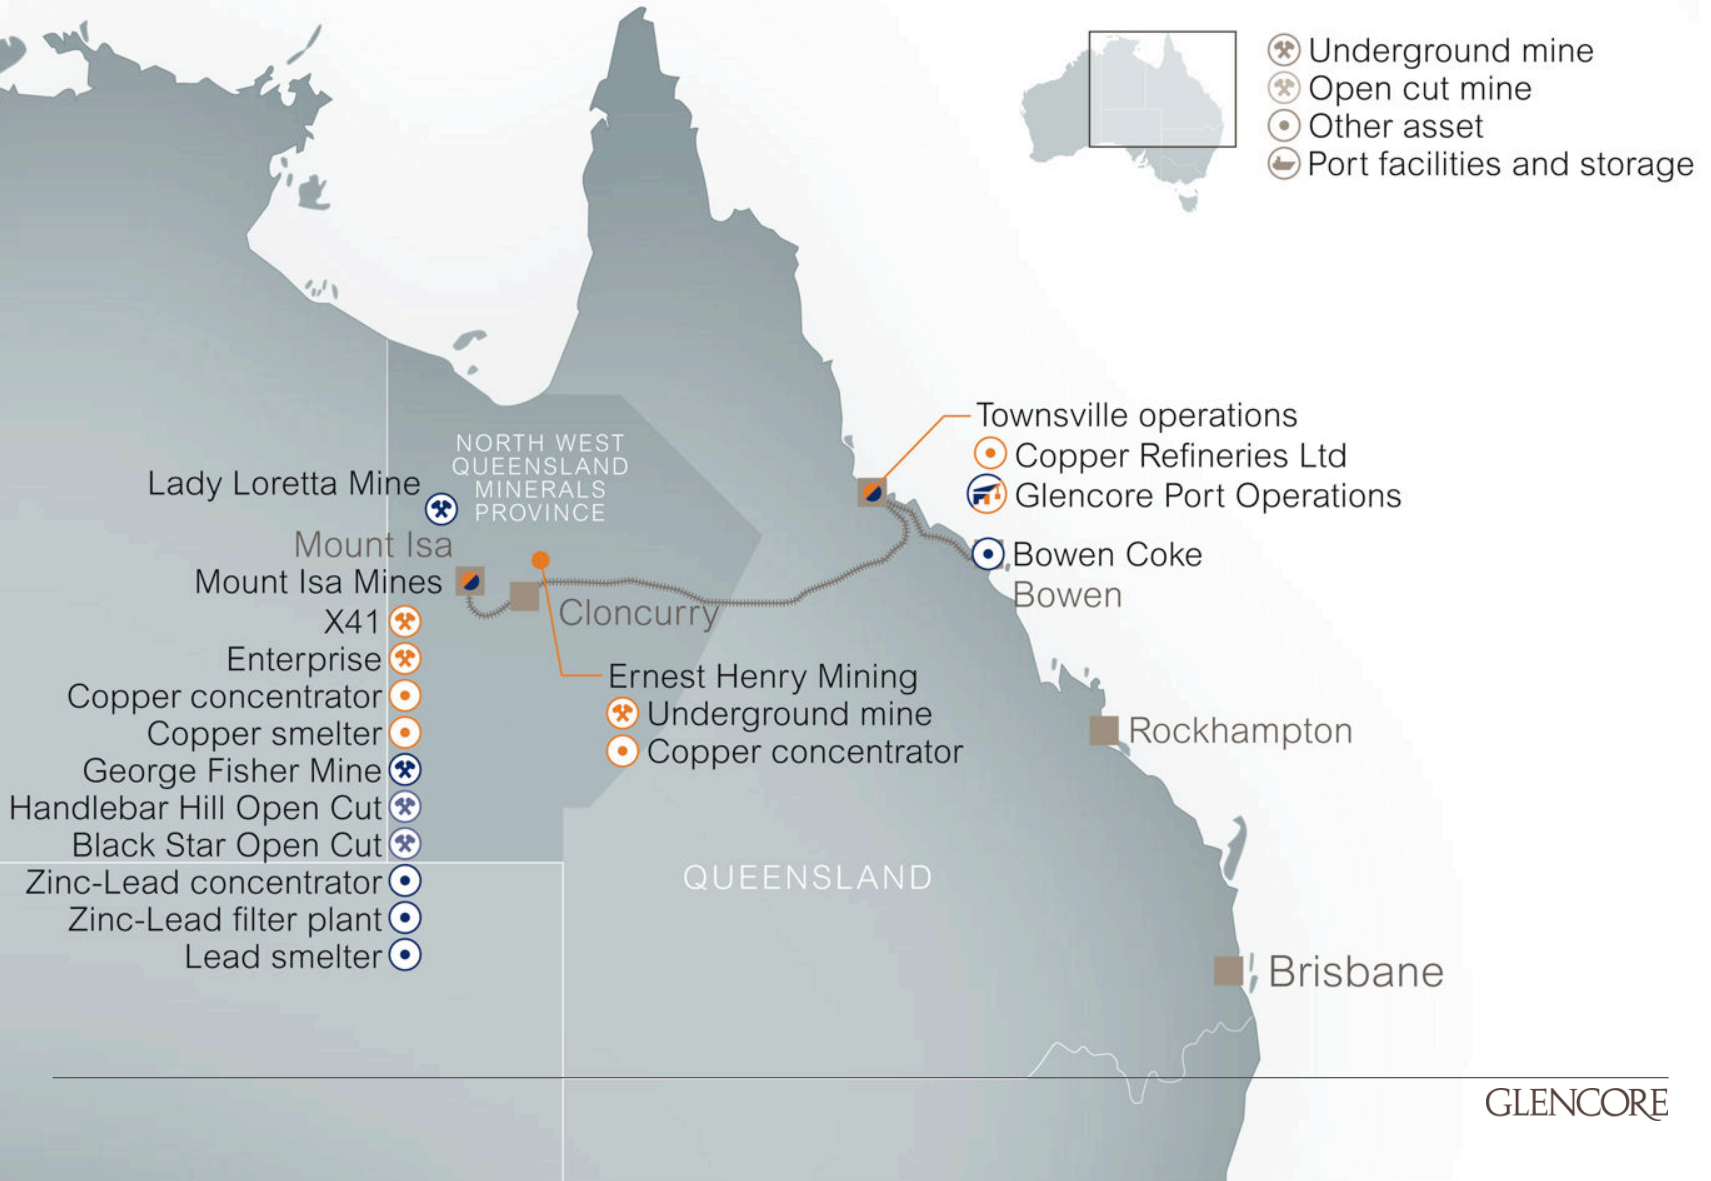 Underground mine
Open cut mine
Other asset
Port facilities and storage
Townsville operations
Copper Refineries Ltd
Glencore Port Operations
Bowen Coke
Bowen
NORTH WEST
QUEENSLAND
MINERALS
PROVINCE
Lady Loretta Mine
Mount Isa
Mount Isa Mines
X41
Enterprise
Copper concentrator
Copper smelter
George Fisher Mine
Handlebar Hill Open Cut
Black Star Open Cut
Zinc-Lead concentrator
Zinc-Lead filter plant
Lead smelter
Cloncurry
Ernest Henry Mining
Underground mine
Copper concentrator
Rockhampton
QUEENSLAND
Brisbane
GLENCORE